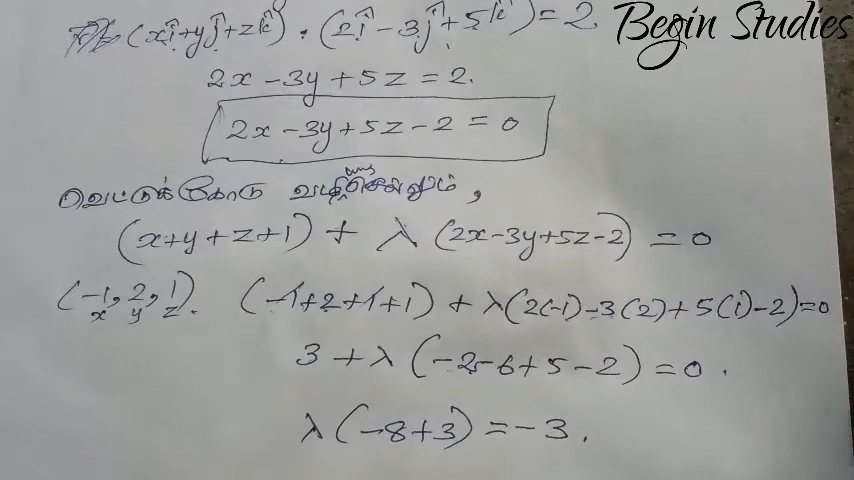 (xî+yĵ+zk̂) . (2î-3ĵ+5k̂)=2.
Begin Studies
2x-3y+5z=2.
2x-3y+5z-2=0
வெட்டுக்கோடு வழிச்செல்லும்,
(x+y+z+1)+λ(2x-3y+5z-2)=0
(-1,2,1). (-1+2+1+1)+λ(2(-1)-3(2)+5(1)-2)=0
x y z
3+λ(-2-6+5-2)=0.
λ(-8+3)=-3.